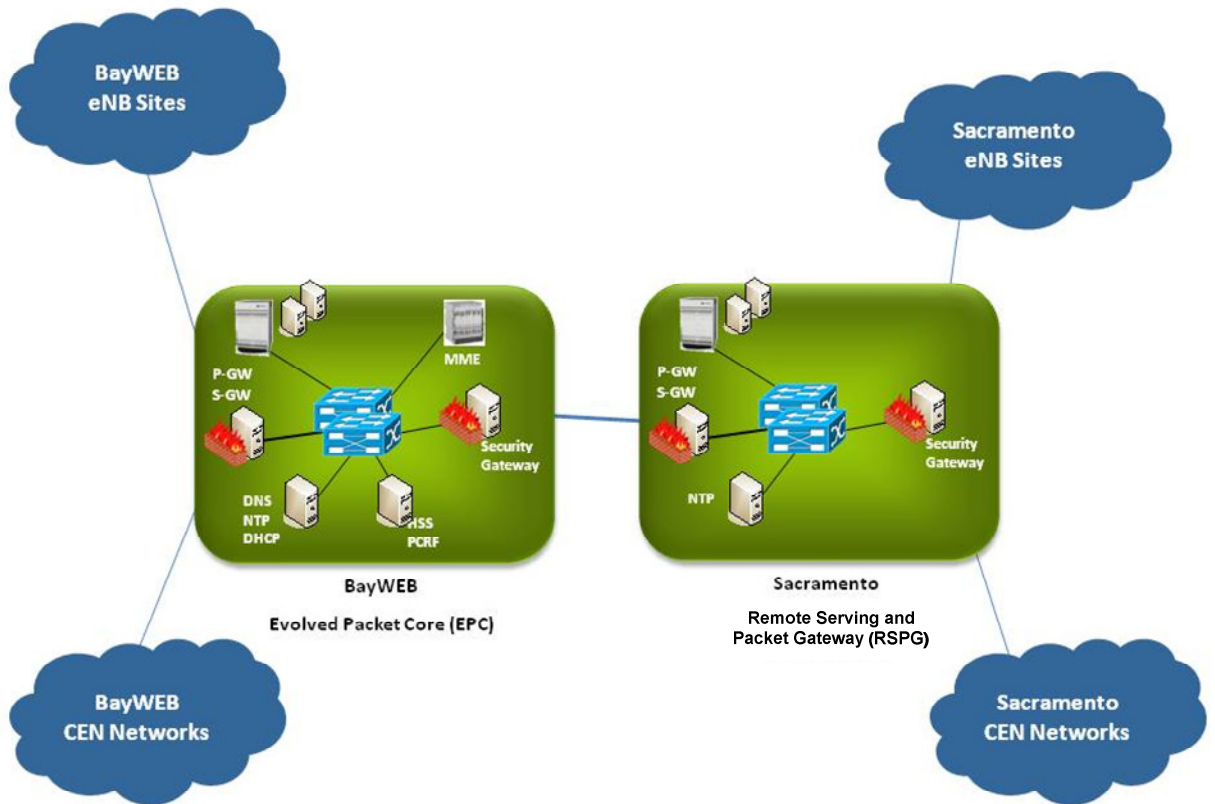 BayWEB
eNB Sites
Sacramento
eNB Sites
P-GW
S-GW
MME
Security
Gateway
DNS
NTP
DHCP
HSS
PCRF
P-GW
S-GW
Security
Gateway
NTP
BayWEB
Evolved Packet Core (EPC)
Sacramento
Remote Serving and
Packet Gateway (RSPG)
BayWEB
CEN Networks
Sacramento
CEN Networks